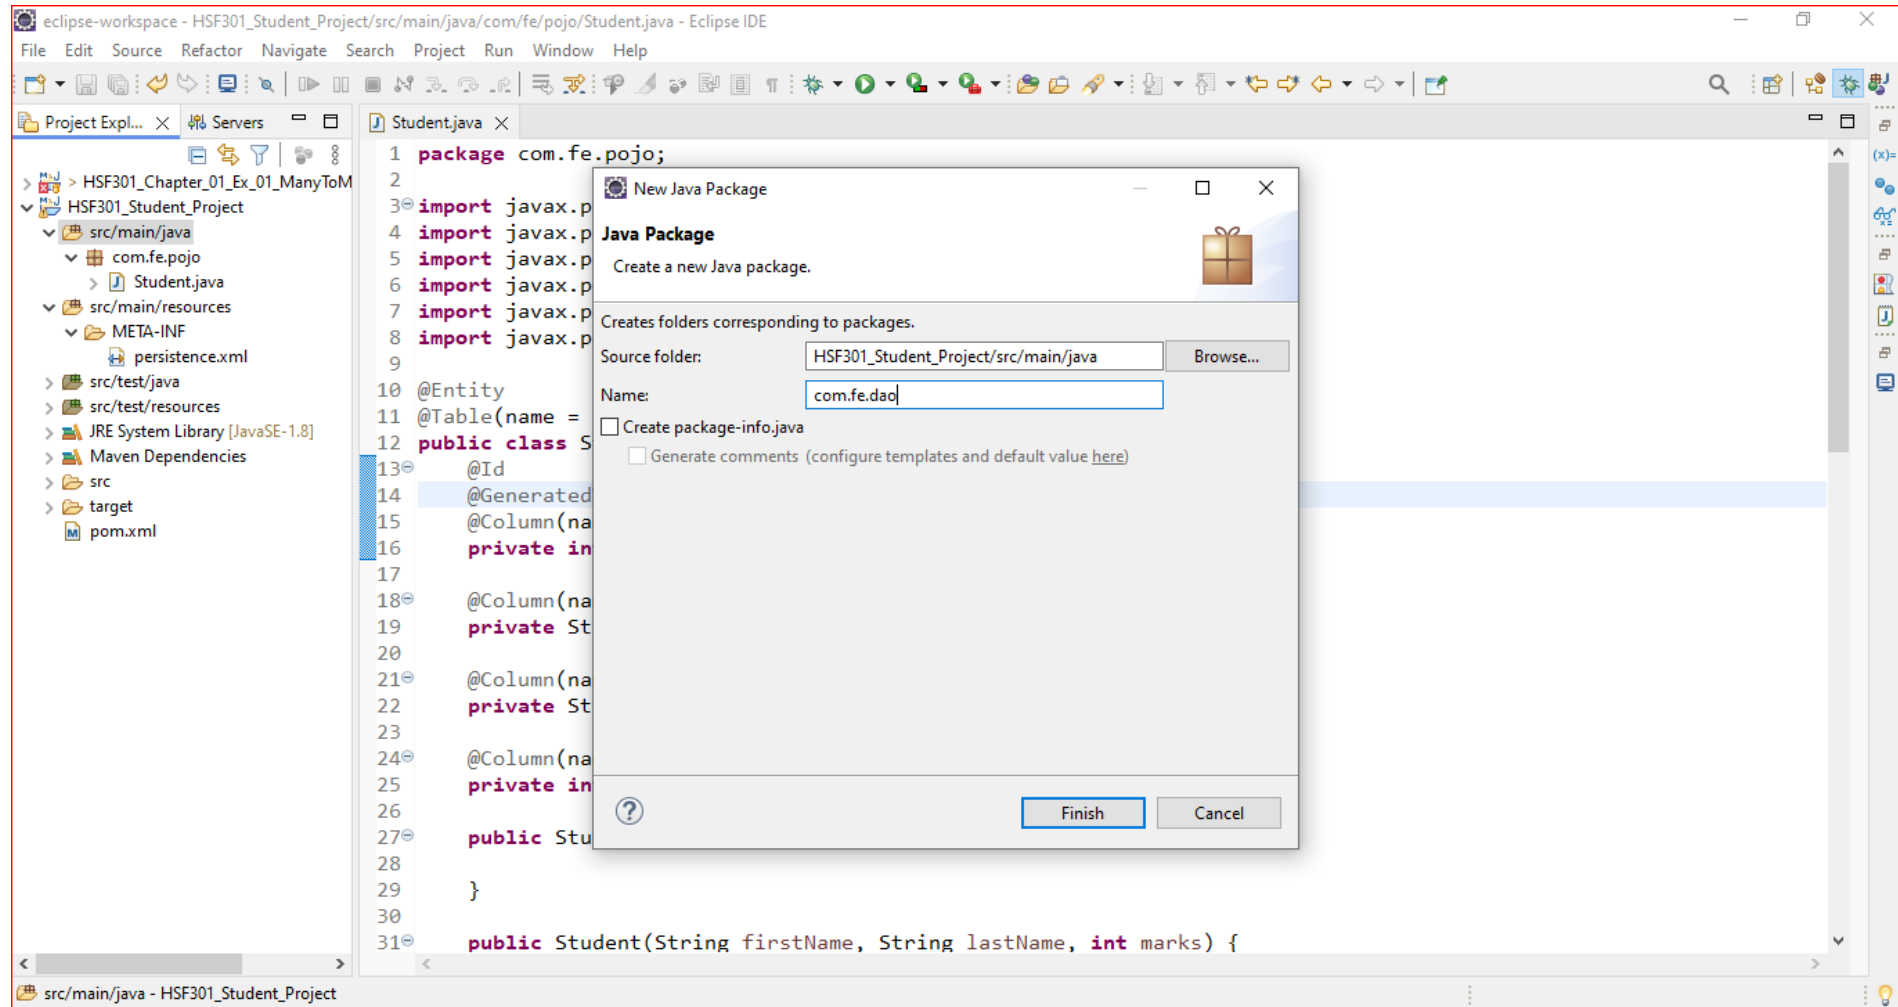 eclipse-workspace - HSF301_Student_Project/src/main/java/com/fe/pojo/Student.java - Eclipse IDE
File Edit Source Refactor Navigate Search Project Run Window Help
Project Expl... Servers
Student.java
> HSF301_Chapter_01_Ex_01_ManyToM
HSF301_Student_Project
src/main/java
com.fe.pojo
Student.java
src/main/resources
META-INF
persistence.xml
src/test/java
src/test/resources
JRE System Library [JavaSE-1.8]
Maven Dependencies
src
target
pom.xml
1 package com.fe.pojo;
2
3 import javax.p
4 import javax.p
5 import javax.p
6 import javax.p
7 import javax.p
8 import javax.p
9
10 @Entity
11 @Table(name =
12 public class S
13 @Id
14 @Generated
15 @Column(na
16 private in
17
18 @Column(na
19 private St
20
21 @Column(na
22 private St
23
24 @Column(na
25 private in
26
27 public Stu
28
29 }
30
31 public Student(String firstName, String lastName, int marks) {
New Java Package
Java Package
Create a new Java package.
Creates folders corresponding to packages.
Source folder: HSF301_Student_Project/src/main/java Browse...
Name: com.fe.dao
Create package-info.java
Generate comments (configure templates and default value here)
Finish Cancel
(x)=
src/main/java - HSF301_Student_Project